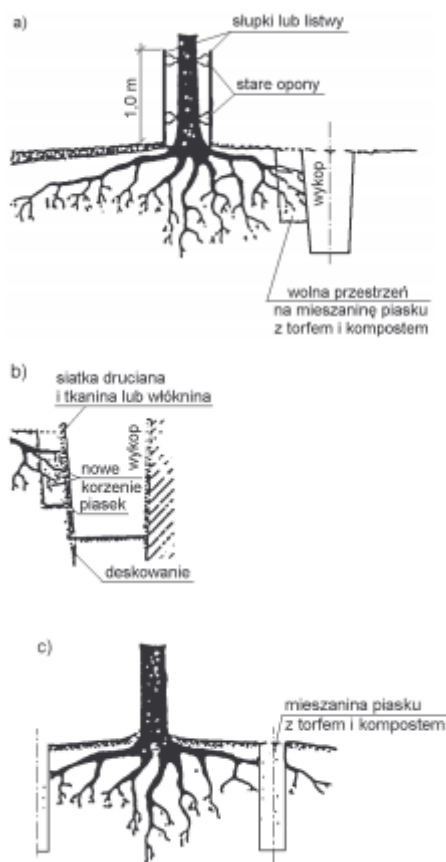 a)
słupki lub listwy
stare opony
1,0 m
wykop
wolna przestrzeń
na mieszaninę piasku
z torfem i kompostem
b)
siatka druciana
i tkanina lub włóknina
wykop
nowe
korzenie
piasek
deskowanie
c)
mieszanina piasku
z torfem i kompostem